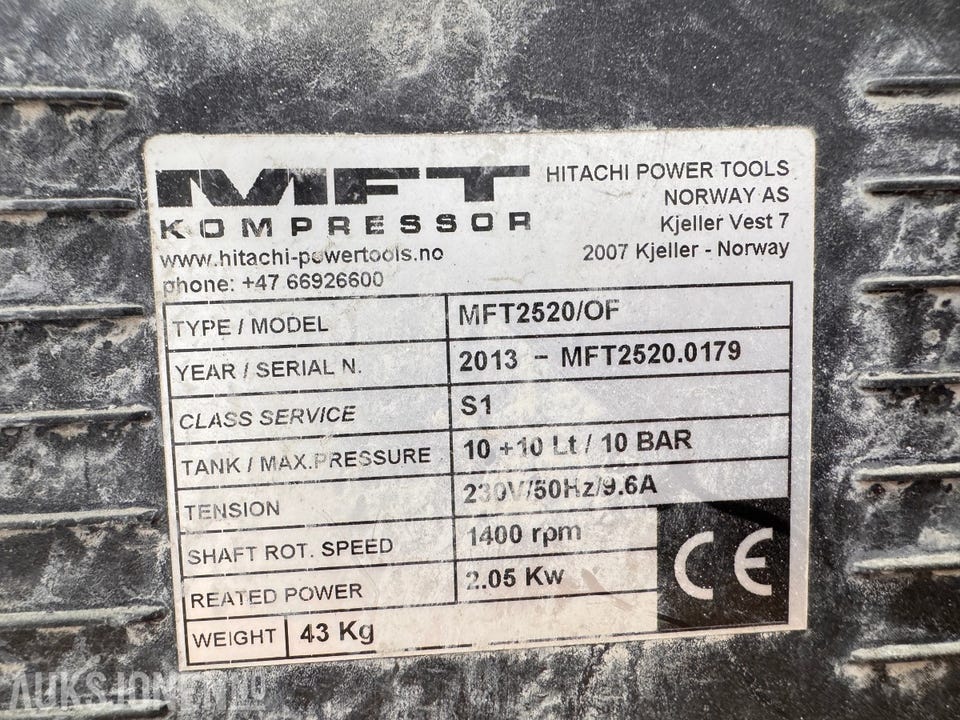 MFT
KOMPRESSOR
www.hitachi-powertools.no
phone: +47 66926600
HITACHI POWER TOOLS
NORWAY AS
Kjeller Vest 7
2007 Kjeller - Norway
TYPE / MODEL MFT2520/OF
YEAR / SERIAL N. 2013 - MFT2520.0179
CLASS SERVICE S1
TANK / MAX.PRESSURE 10 +10 Lt / 10 BAR
TENSION 230V/50Hz/9.6A
SHAFT ROT. SPEED 1400 rpm
REATED POWER 2.05 Kw
WEIGHT 43 Kg
CE
AUKSJONEN.NO